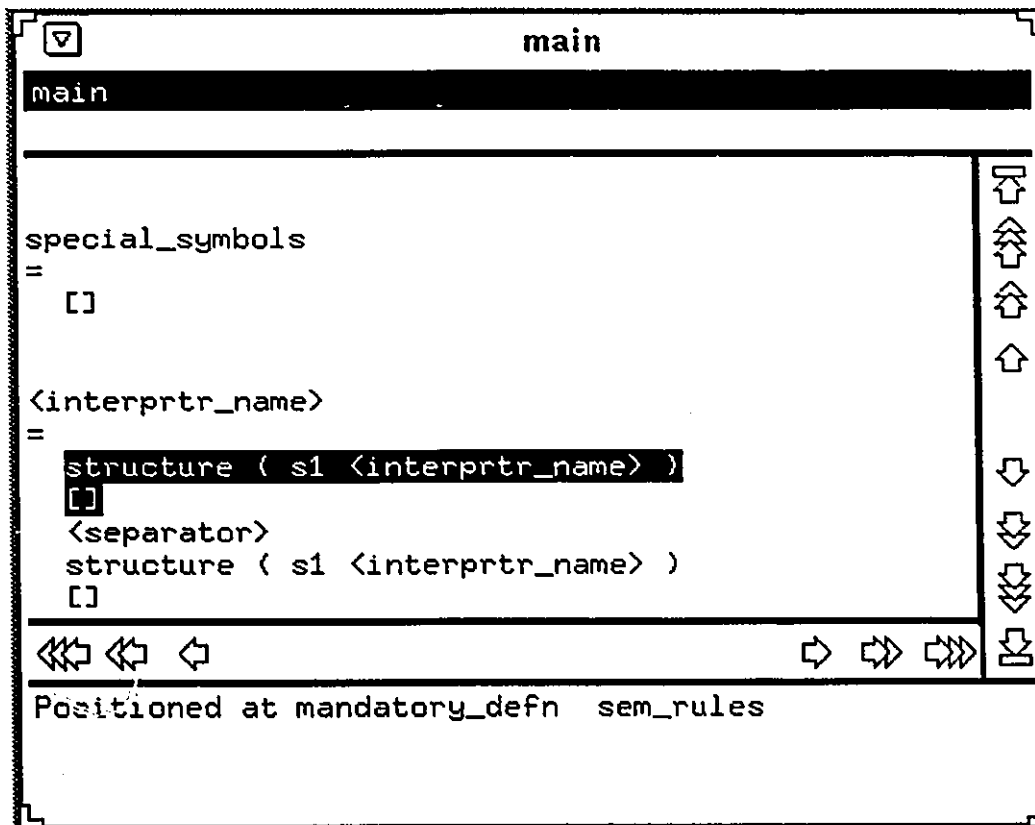 main
main
special_symbols
=
[]
<interprtr_name>
=
structure ( s1 <interprtr_name> )
[]
<separator>
structure ( s1 <interprtr_name> )
[]
Positioned at mandatory_defn sem_rules